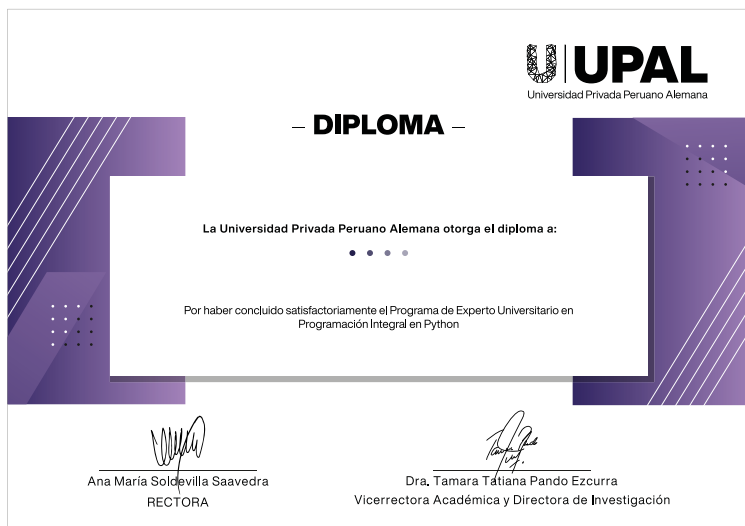 UPAL
Universidad Privada Peruano Alemana
– DIPLOMA –
La Universidad Privada Peruano Alemana otorga el diploma a:
Por haber concluido satisfactoriamente el Programa de Experto Universitario en
Programación Integral en Python
Ana María Soldevilla Saavedra
RECTORA
Dra. Tamara Tatiana Pando Ezcurra
Vicerrectora Académica y Directora de Investigación